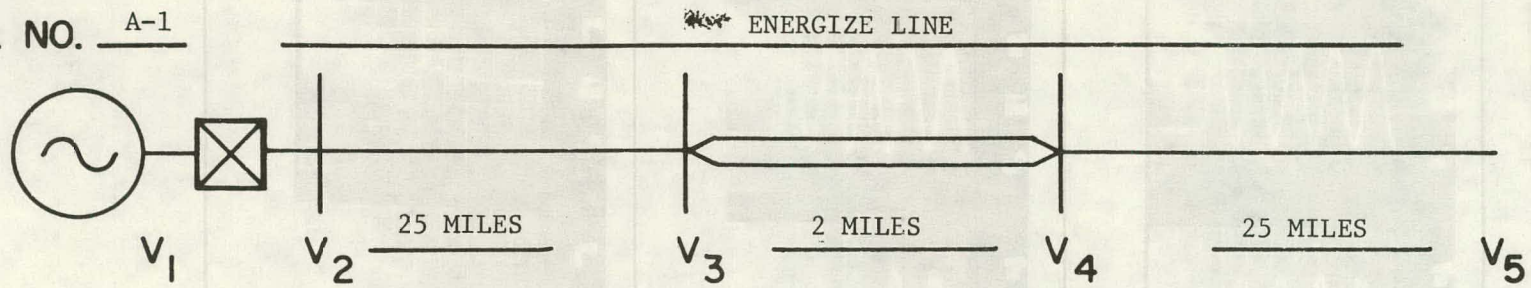 NO. A-1 ENERGIZE LINE
25 MILES 2 MILES 25 MILES
V1 V2 V3 V4 V5